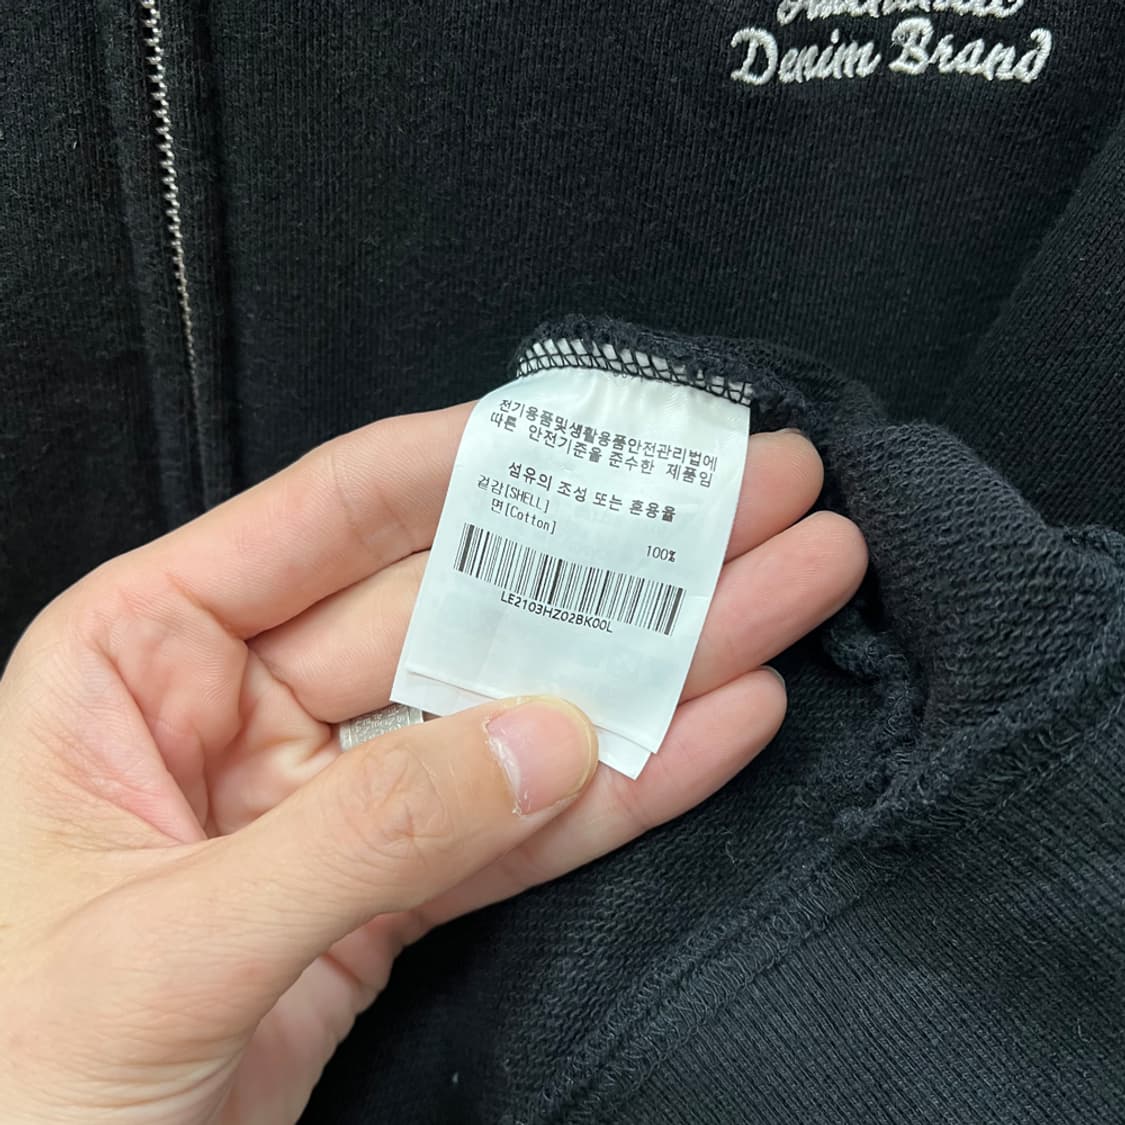 Denim Brand
전기용품및생활용품안전관리법에
따른 안전기준을 준수한 제품임
섬유의 조성 또는 혼용율
겉감[SHELL]
면[Cotton]
100%
LE2103HZ02BK00L